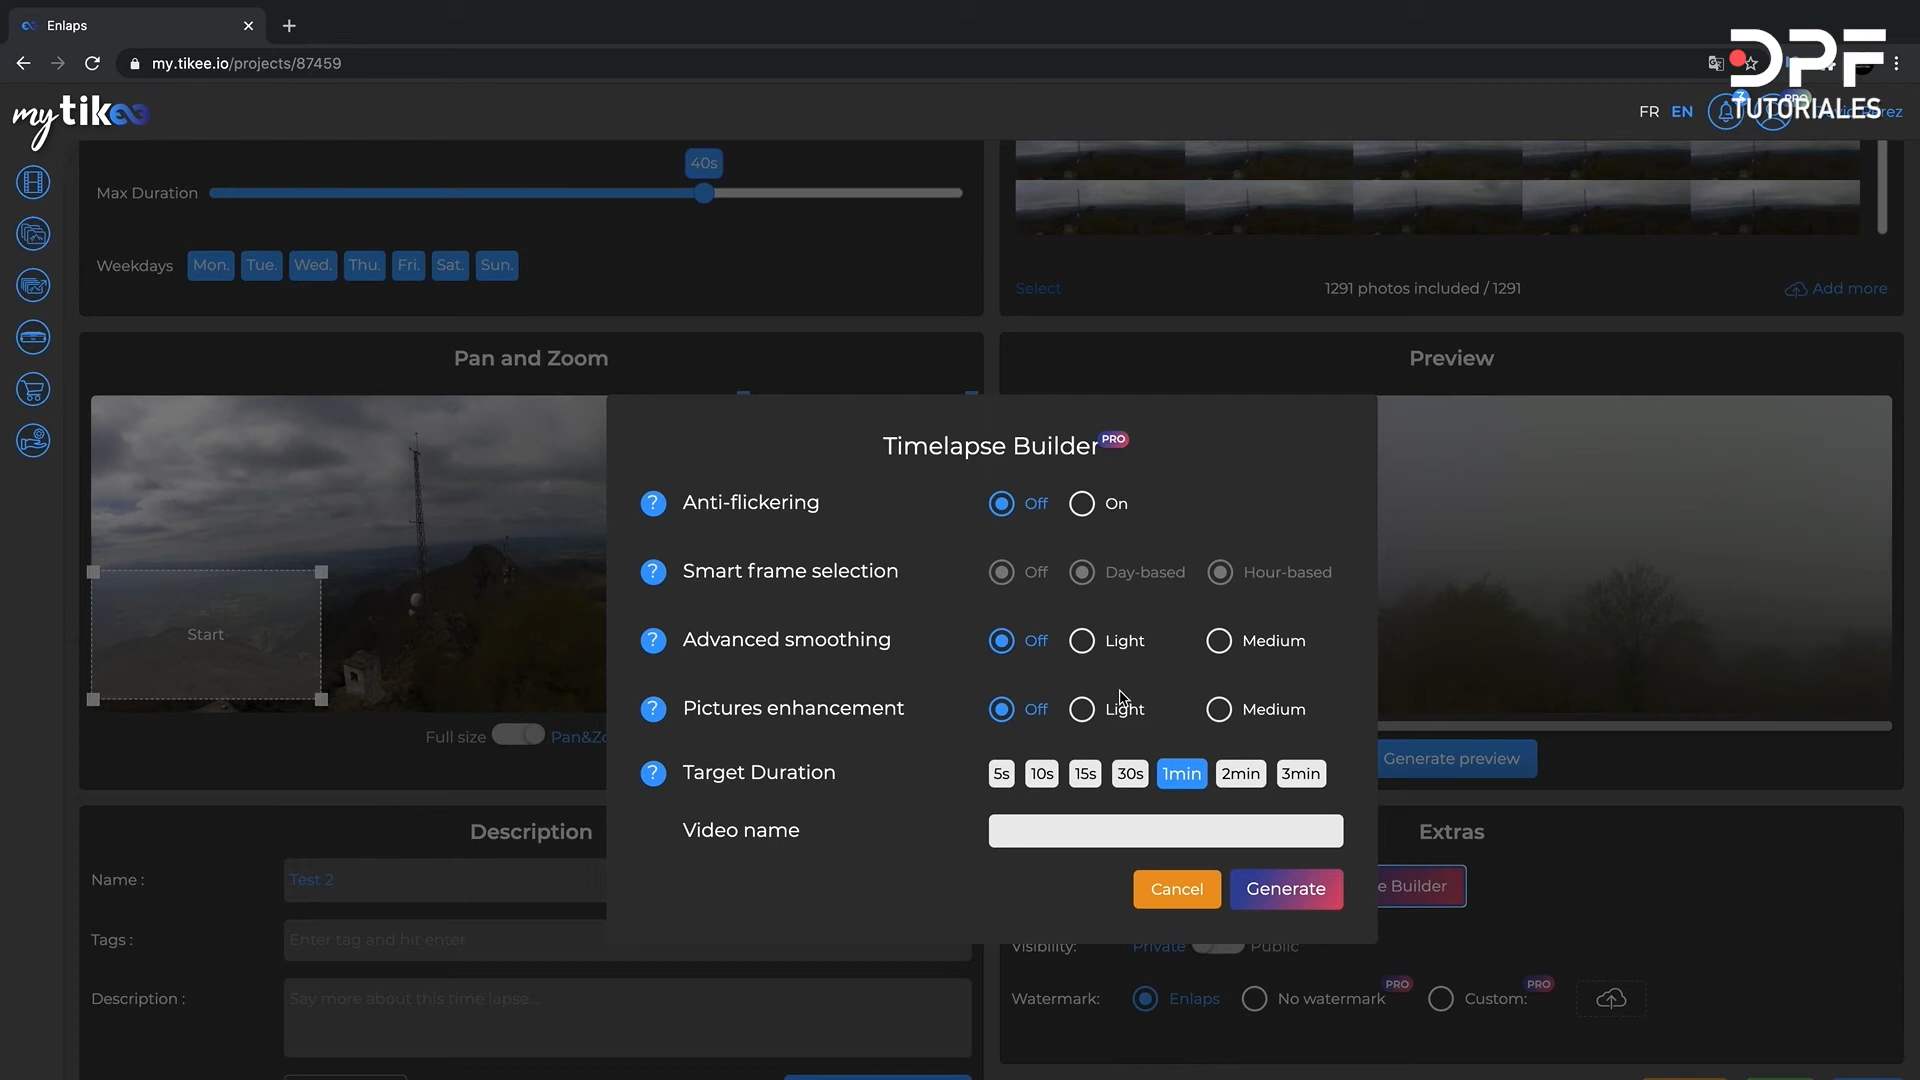 Enlaps
my.tikee.io/projects/87459
DPF
TUTORIALES
my tikee
FR EN
3
PRO
40s
Max Duration
Weekdays Mon. Tue. Wed. Thu. Fri. Sat. Sun.
Select 1291 photos included / 1291 Add more
Pan and Zoom
Preview
Start
Full size
Generate preview
Timelapse Builder PRO
? Anti-flickering Off On
? Smart frame selection Off Day-based Hour-based
? Advanced smoothing Off Light Medium
? Pictures enhancement Off Light Medium
? Target Duration 5s 10s 15s 30s 1min 2min 3min
Video name
Cancel Generate
Description
Name : Test 2
Tags : Enter tag and hit enter
Description : Say more about this time lapse...
Extras
Builder
Visibility: Private Public
Watermark: Enlaps No watermark PRO Custom: PRO